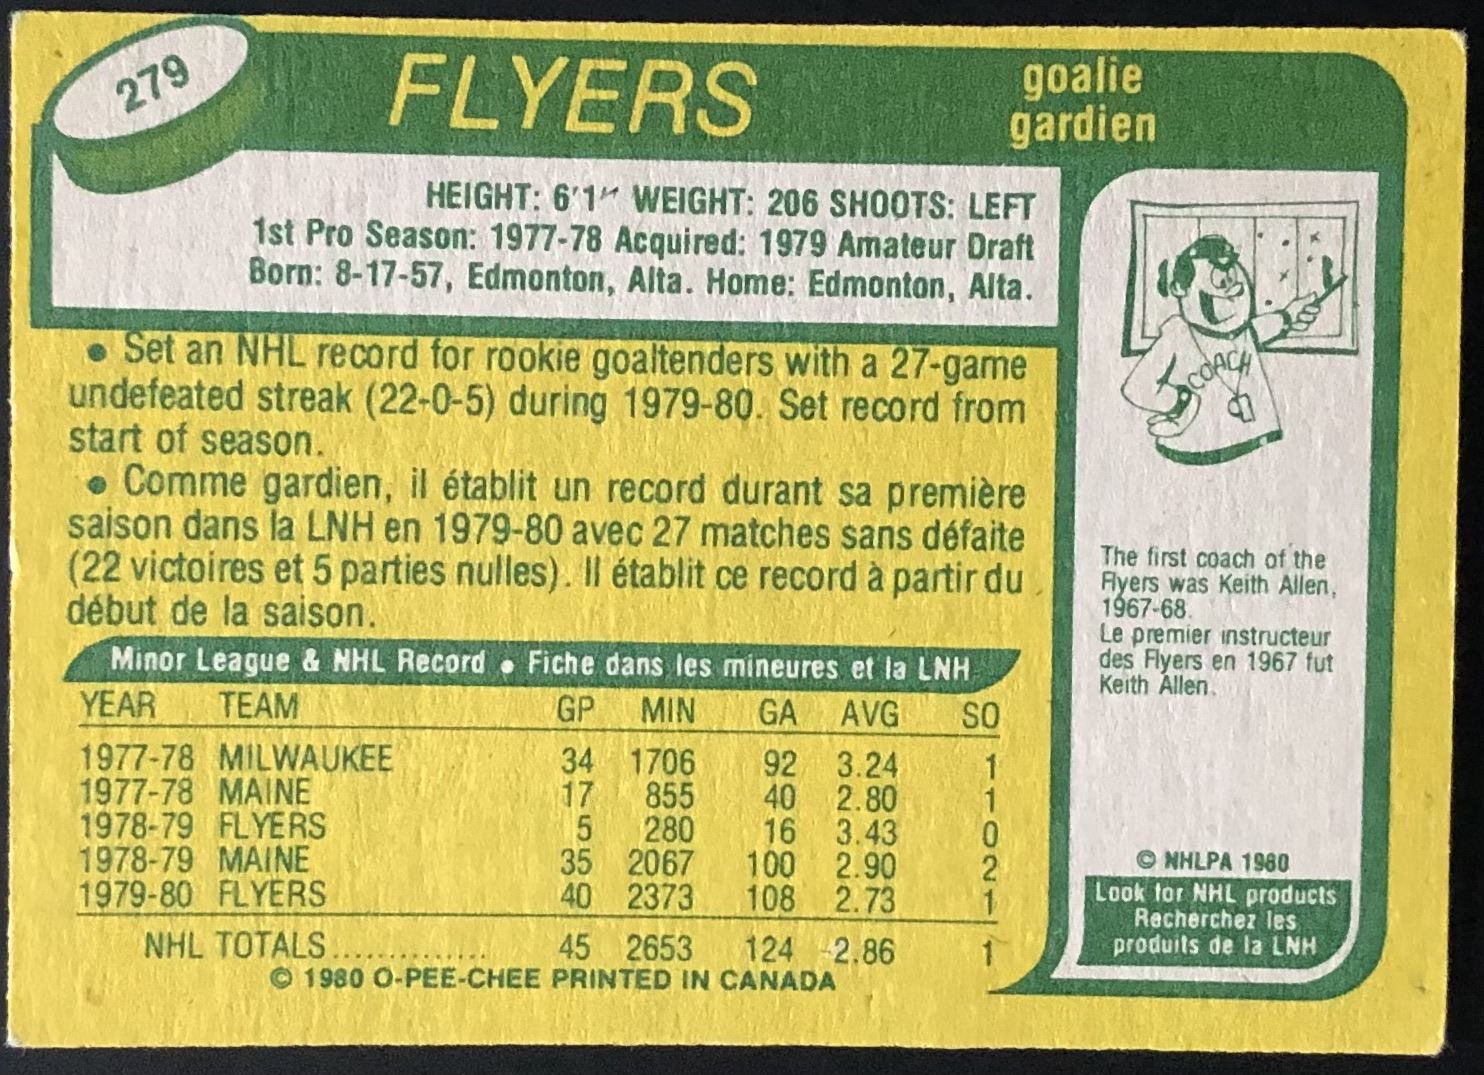 279
FLYERS
goalie
gardien
HEIGHT: 6'1" WEIGHT: 206 SHOOTS: LEFT
1st Pro Season: 1977-78 Acquired: 1979 Amateur Draft
Born: 8-17-57, Edmonton, Alta. Home: Edmonton, Alta.
• Set an NHL record for rookie goaltenders with a 27-game
undefeated streak (22-0-5) during 1979-80. Set record from
start of season.
• Comme gardien, il établit un record durant sa première
saison dans la LNH en 1979-80 avec 27 matches sans défaite
(22 victoires et 5 parties nulles). Il établit ce record à partir du
début de la saison.
Minor League & NHL Record • Fiche dans les mineures et la LNH
YEAR TEAM GP MIN GA AVG SO
1977-78 MILWAUKEE 34 1706 92 3.24 1
1977-78 MAINE 17 855 40 2.80 1
1978-79 FLYERS 5 280 16 3.43 0
1978-79 MAINE 35 2067 100 2.90 2
1979-80 FLYERS 40 2373 108 2.73 1
NHL TOTALS.............. 45 2653 124 2.86 1
© 1980 O-PEE-CHEE PRINTED IN CANADA
COACH
The first coach of the
Flyers was Keith Allen,
1967-68.
Le premier instructeur
des Flyers en 1967 fut
Keith Allen.
© NHLPA 1980
Look for NHL products
Recherchez les
produits de la LNH